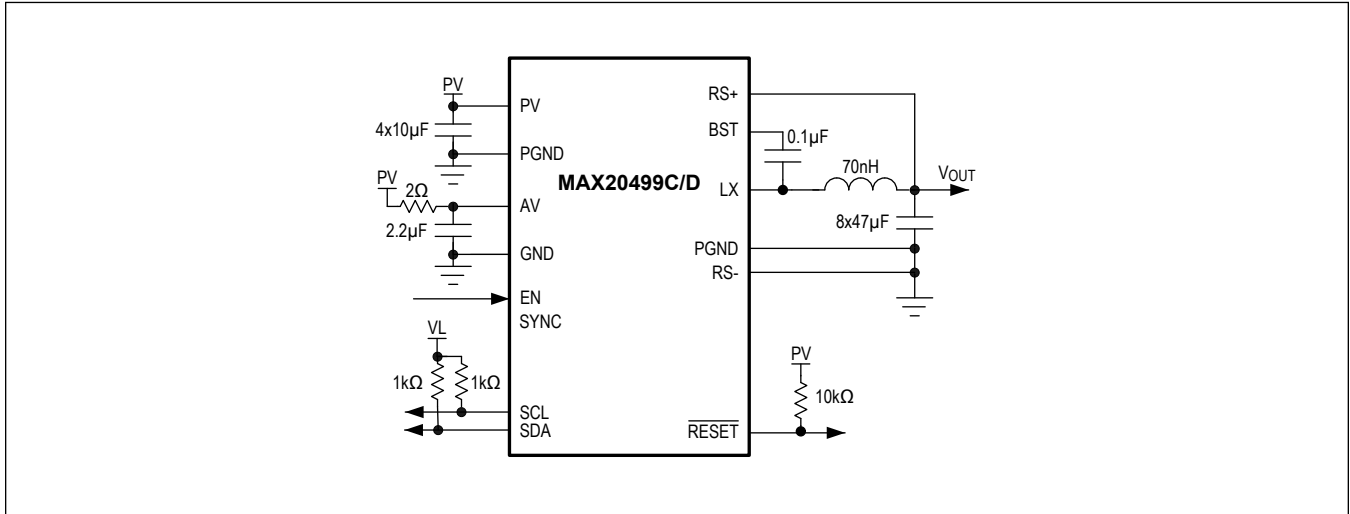 PV
PV
4x10µF
PGND
PV
2Ω
AV
2.2µF
GND
EN
SYNC
VL
1kΩ
1kΩ
SCL
SDA
MAX20499C/D
RS+
BST
0.1µF
70nH
LX
VOUT
8x47µF
PGND
RS-
PV
10kΩ
RESET